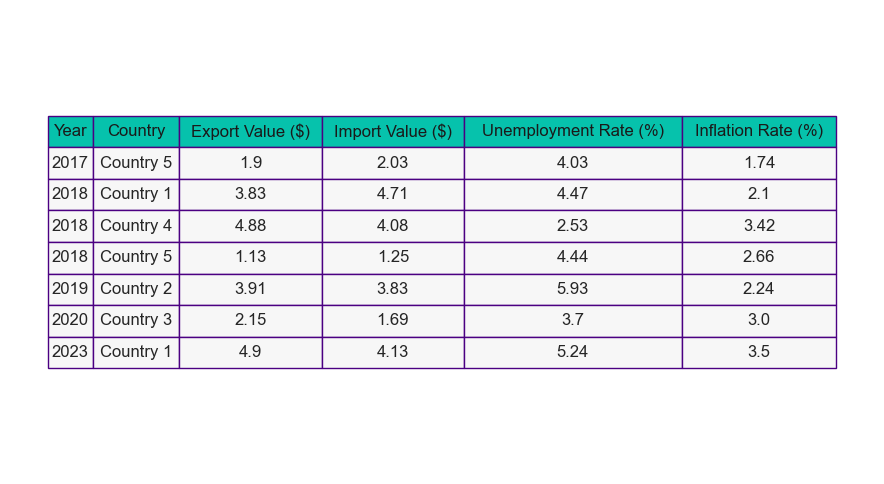 Year Country Export Value ($) Import Value ($) Unemployment Rate (%) Inflation Rate (%)
2017 Country 5 1.9 2.03 4.03 1.74
2018 Country 1 3.83 4.71 4.47 2.1
2018 Country 4 4.88 4.08 2.53 3.42
2018 Country 5 1.13 1.25 4.44 2.66
2019 Country 2 3.91 3.83 5.93 2.24
2020 Country 3 2.15 1.69 3.7 3.0
2023 Country 1 4.9 4.13 5.24 3.5